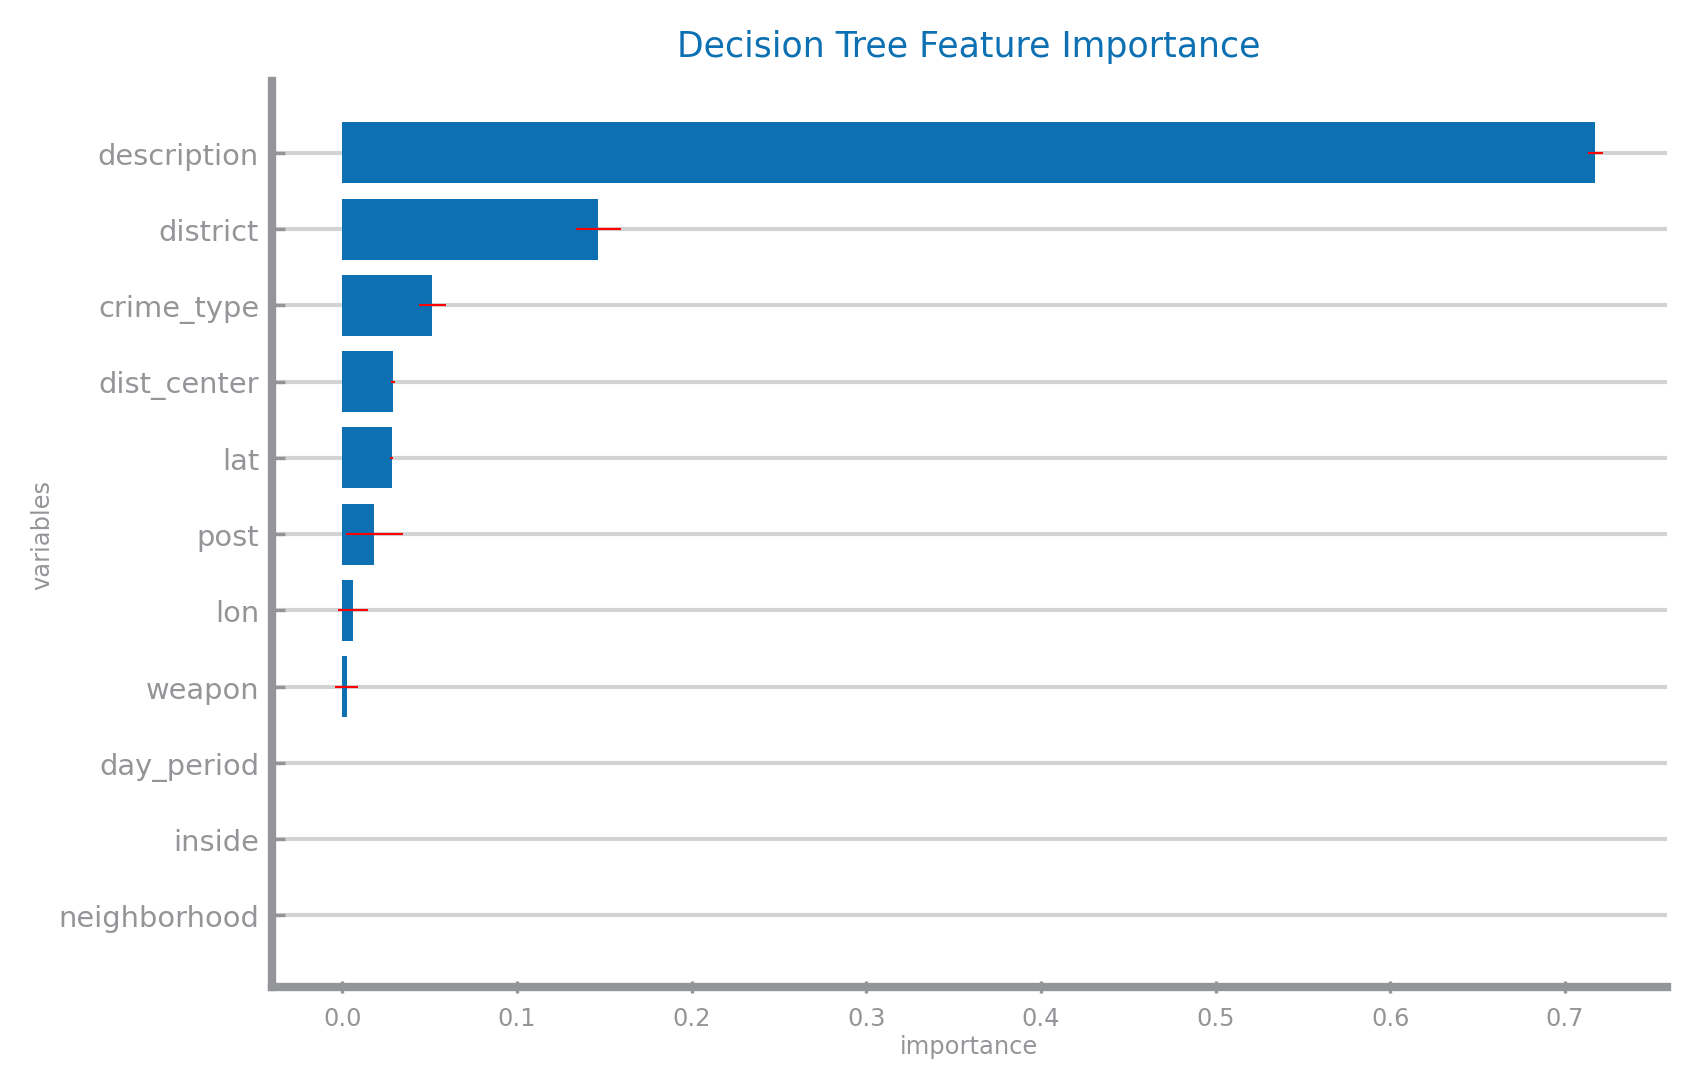 Decision Tree Feature Importance
description
district
crime_type
dist_center
lat
post
lon
weapon
day_period
inside
neighborhood
variables
0.0 0.1 0.2 0.3 0.4 0.5 0.6 0.7
importance